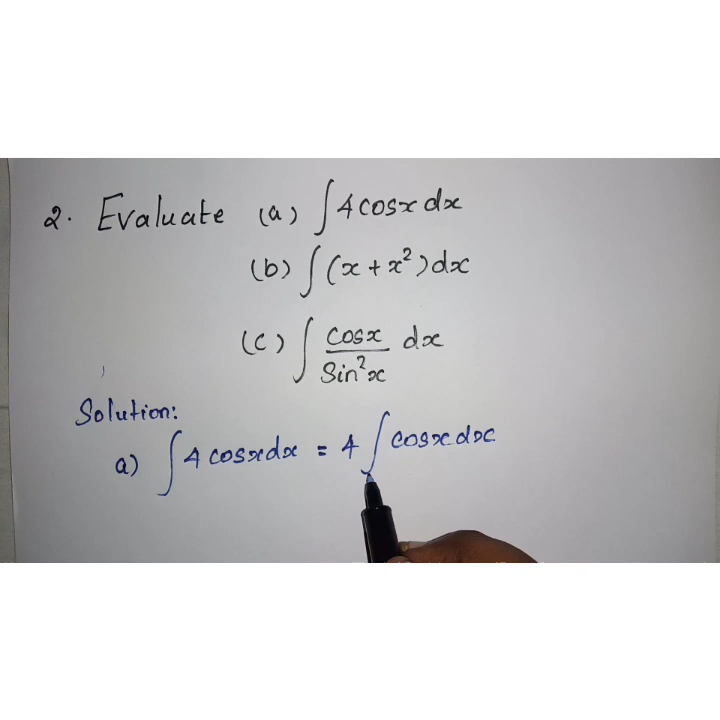 2. Evaluate (a) ∫4cosx dx
(b) ∫(x + x²)dx
(c) ∫ cosx/Sin²x dx
Solution:
a) ∫4 cosxdx = 4∫cosxdx